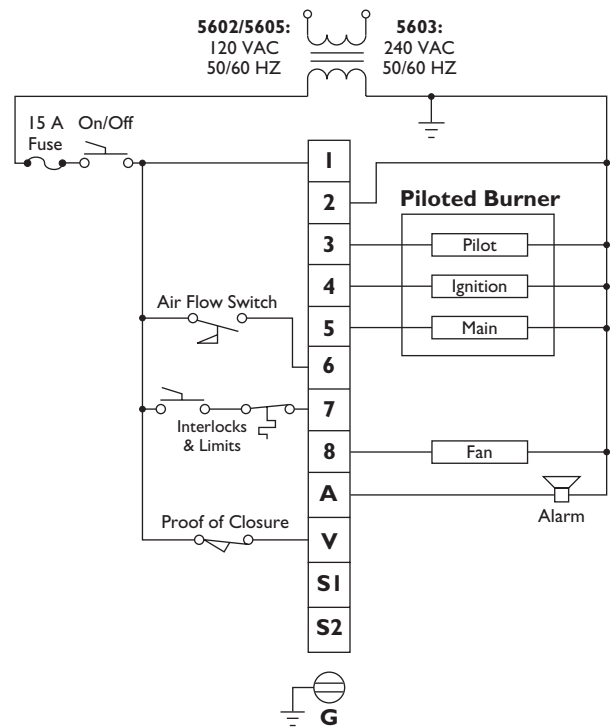 5602/5605:
120 VAC
50/60 HZ
5603:
240 VAC
50/60 HZ
15 A
Fuse
On/Off
1
2
Piloted Burner
3
Pilot
4
Ignition
Air Flow Switch
5
Main
6
7
Interlocks
& Limits
8
Fan
A
Alarm
Proof of Closure
V
S1
S2
G